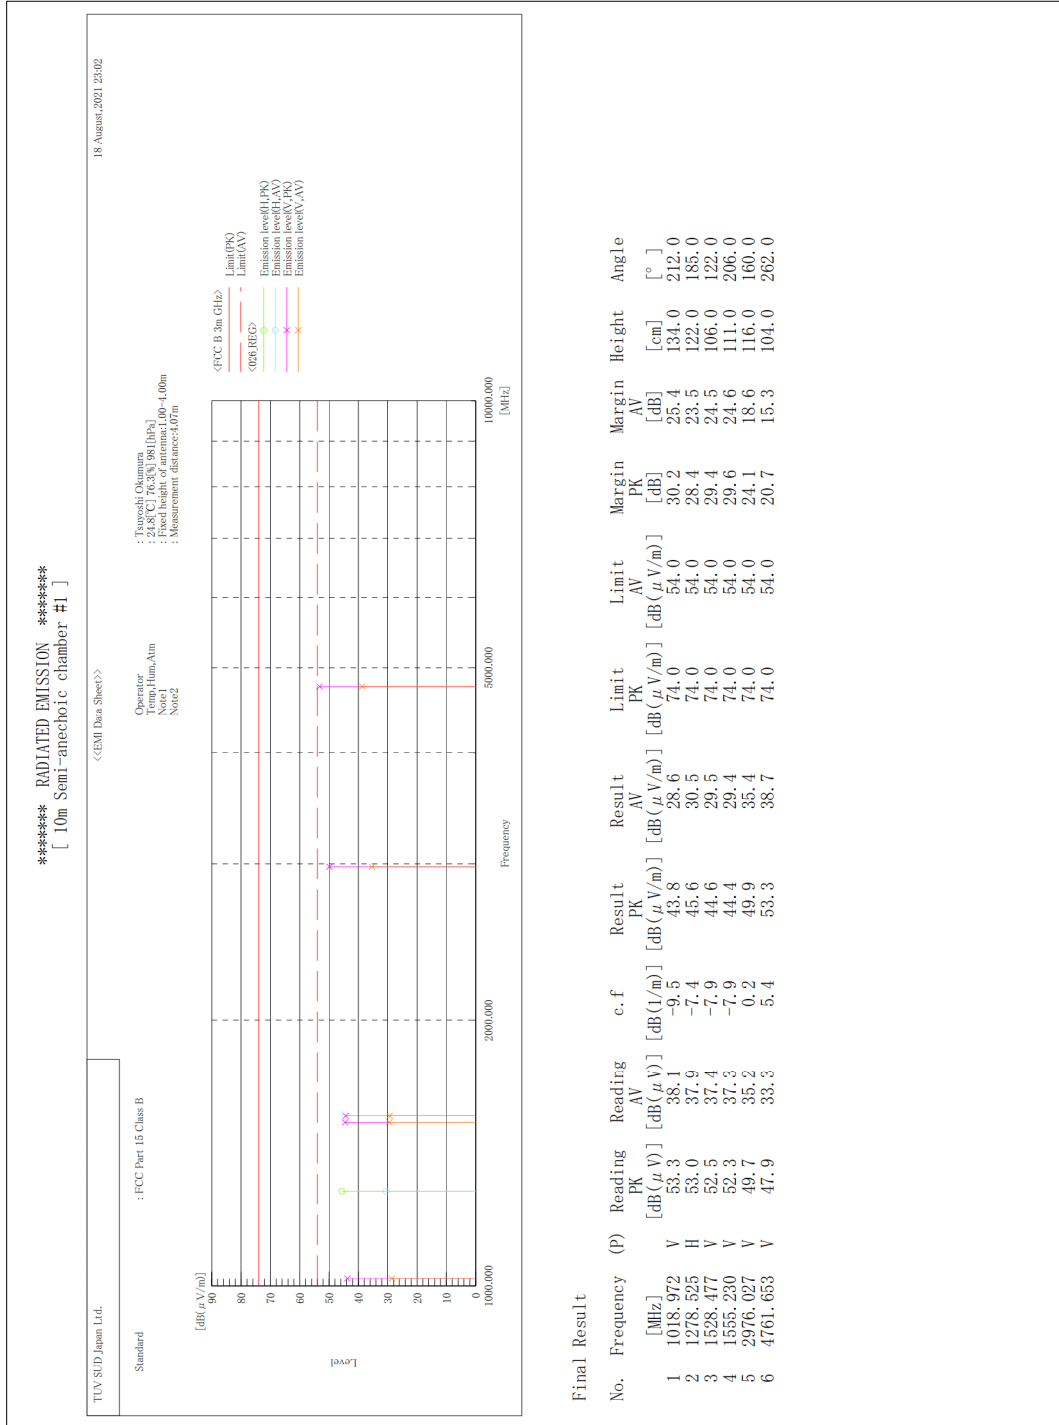 ******* RADIATED EMISSION *******
[ 10m Semi-anechoic chamber #1 ]
TUV SUD Japan Ltd.
<<EMI Data Sheet>>
18 August,2021 23:02
Standard : FCC Part 15 Class B
Operator : Tsuyoshi Okumura
Temp,Hum,Atm : 24.8[℃] 76.3[%] 981[hPa]
Note1 : Fixed height of antenna:1.00-4.00m
Note2 : Measurement distance:4.07m
[dB(μ V/m)]
90
80
70
60
50
40
30
20
10
0
Level
1000.000
2000.000
5000.000
10000.000
[MHz]
Frequency
<FCC B 3m GHz>
Limit(PK)
Limit(AV)
<026_REG>
Emission level(H,PK)
Emission level(H,AV)
Emission level(V,PK)
Emission level(V,AV)
Final Result
No. Frequency (P) Reading Reading c.f Result Result Limit Limit Margin Margin Height Angle
PK AV PK AV PK AV PK AV
[MHz] [dB(μ V)] [dB(μ V)] [dB(1/m)] [dB(μ V/m)] [dB(μ V/m)] [dB(μ V/m)] [dB(μ V/m)] [dB] [dB] [cm] [° ]
1 1018.972 V 53.3 38.1 -9.5 43.8 28.6 74.0 54.0 30.2 25.4 134.0 212.0
2 1278.525 H 53.0 37.9 -7.4 45.6 30.5 74.0 54.0 28.4 23.5 122.0 185.0
3 1528.477 V 52.5 37.4 -7.9 44.6 29.5 74.0 54.0 29.4 24.5 106.0 122.0
4 1555.230 V 52.3 37.3 -7.9 44.4 29.4 74.0 54.0 29.6 24.6 111.0 206.0
5 2976.027 V 49.7 35.2 0.2 49.9 35.4 74.0 54.0 24.1 18.6 116.0 160.0
6 4761.653 V 47.9 33.3 5.4 53.3 38.7 74.0 54.0 20.7 15.3 104.0 262.0